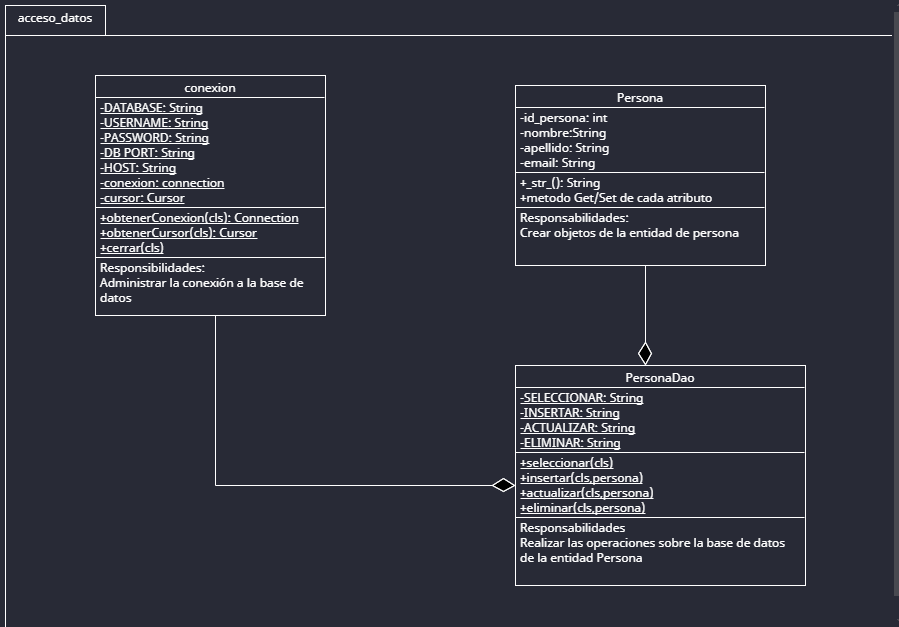 acceso_datos
conexion
-DATABASE: String
-USERNAME: String
-PASSWORD: String
-DB PORT: String
-HOST: String
-conexion: connection
-cursor: Cursor
+obtenerConexion(cls): Connection
+obtenerCursor(cls): Cursor
+cerrar(cls)
Responsibilidades:
Administrar la conexión a la base de
datos
Persona
-id_persona: int
-nombre:String
-apellido: String
-email: String
+_str_(): String
+metodo Get/Set de cada atributo
Responsabilidades:
Crear objetos de la entidad de persona
PersonaDao
-SELECCIONAR: String
-INSERTAR: String
-ACTUALIZAR: String
-ELIMINAR: String
+seleccionar(cls)
+insertar(cls,persona)
+actualizar(cls,persona)
+eliminar(cls,persona)
Responsabilidades
Realizar las operaciones sobre la base de datos
de la entidad Persona